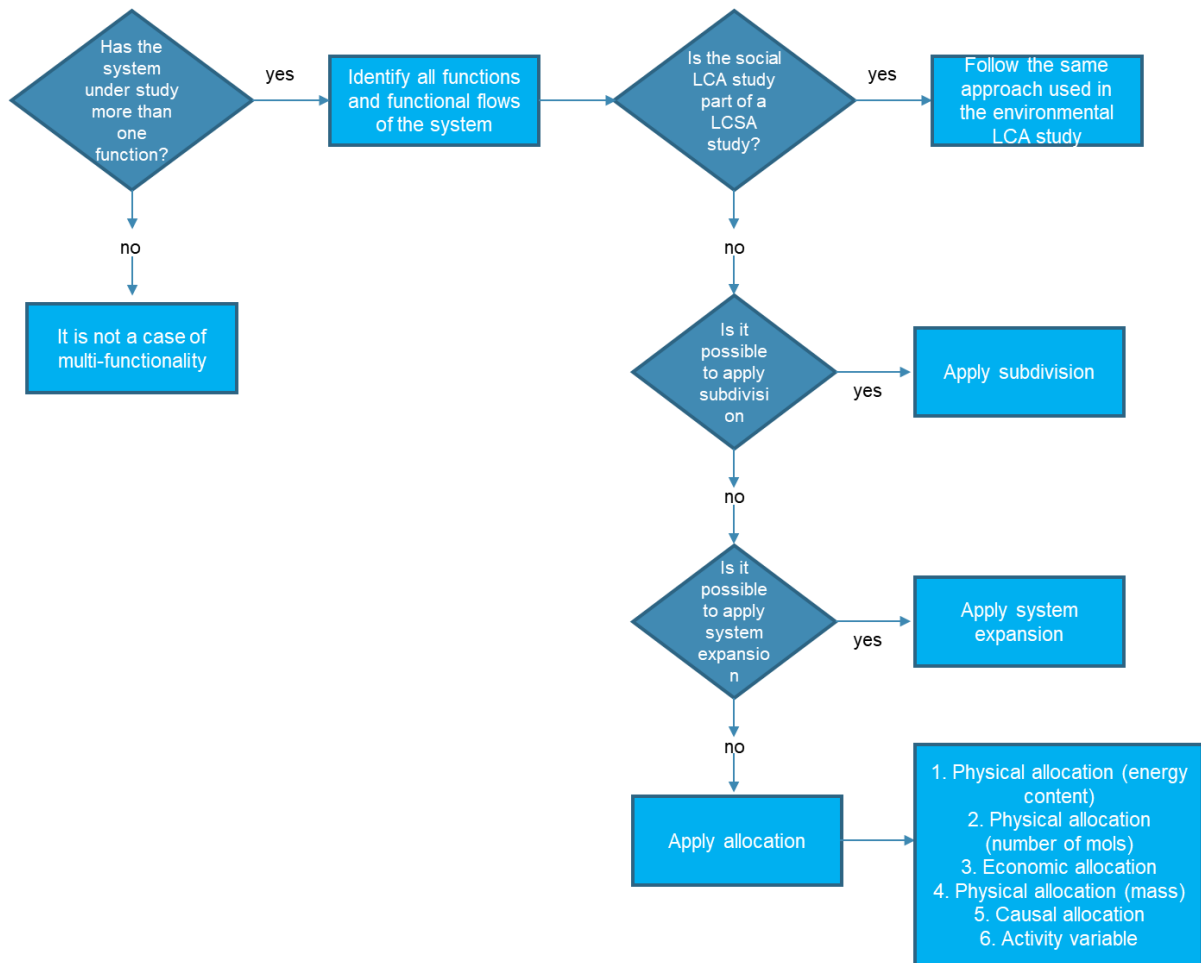 Has the
system
under study
more than
one
function?
yes
Identify all functions
and functional flows
of the system
Is the social
LCA study
part of a
LCSA
study?
yes
Follow the same
approach used in
the environmental
LCA study
no
It is not a case of
multi-functionality
no
Is it
possible
to apply
subdivisi
on
yes
Apply subdivision
no
Is it
possible
to apply
system
expansio
n
yes
Apply system
expansion
no
Apply allocation
1. Physical allocation (energy
content)
2. Physical allocation
(number of mols)
3. Economic allocation
4. Physical allocation (mass)
5. Causal allocation
6. Activity variable